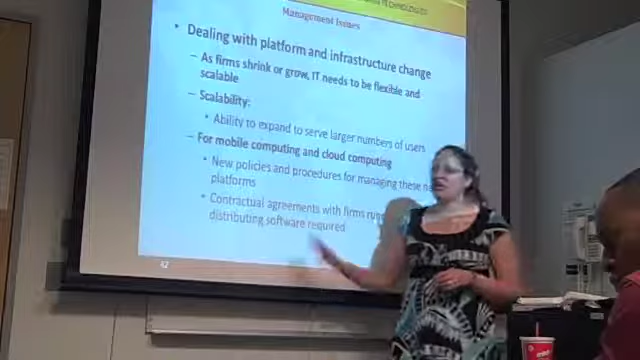 TECHNOLOGIES
Management Issues
• Dealing with platform and infrastructure change
– As firms shrink or grow, IT needs to be flexible and
scalable
– Scalability:
• Ability to expand to serve larger numbers of users
– For mobile computing and cloud computing
• New policies and procedures for managing these
platforms
• Contractual agreements with firms
distributing software required
42